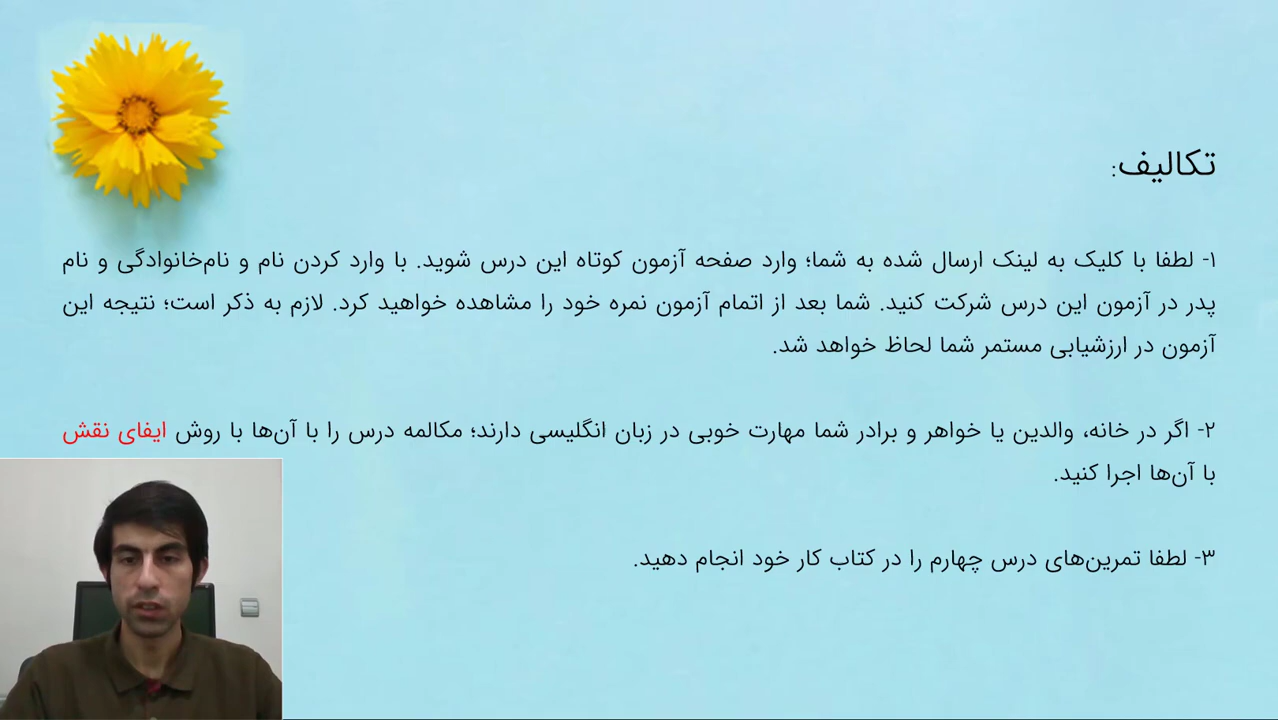 تکالیف:
۱- لطفا با کلیک به لینک ارسال شده به شما؛ وارد صفحه آزمون کوتاه این درس شوید. با وارد کردن نام و نام‌خانوادگی و نام
پدر در آزمون این درس شرکت کنید. شما بعد از اتمام آزمون نمره خود را مشاهده خواهید کرد. لازم به ذکر است؛ نتیجه این
آزمون در ارزشیابی مستمر شما لحاظ خواهد شد.
۲- اگر در خانه، والدین یا خواهر و برادر شما مهارت خوبی در زبان انگلیسی دارند؛ مکالمه درس را با آن‌ها با روش ایفای نقش
با آن‌ها اجرا کنید.
۳- لطفا تمرین‌های درس چهارم را در کتاب کار خود انجام دهید.